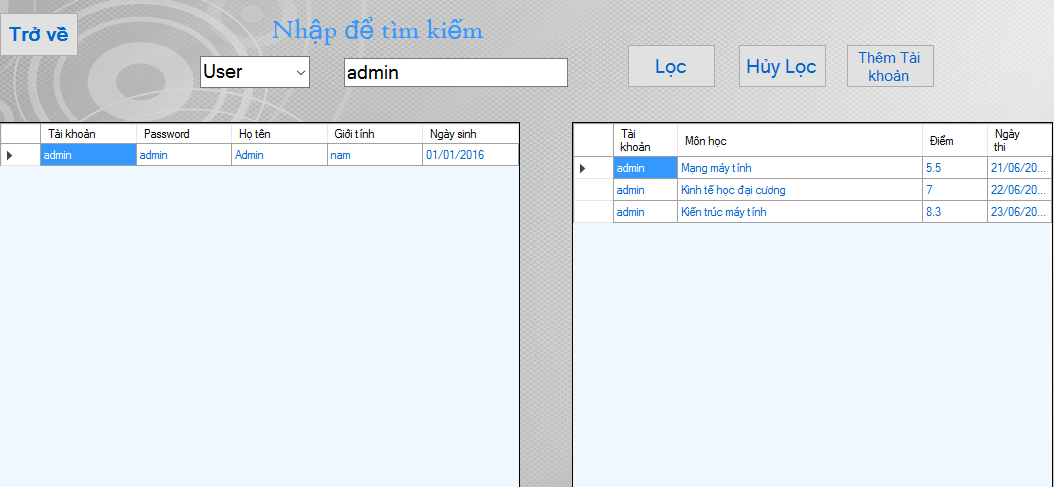 Trở về
Nhập để tìm kiếm
User
admin
Lọc
Hủy Lọc
Thêm Tài
khoản
Tài khoản Password Họ tên Giới tính Ngày sinh
admin admin Admin nam 01/01/2016
Tài
khoản Môn học Điểm Ngày
thi
admin Mạng máy tính 5.5 21/06/20...
admin Kinh tế học đại cương 7 22/06/20...
admin Kiến trúc máy tính 8.3 23/06/20...